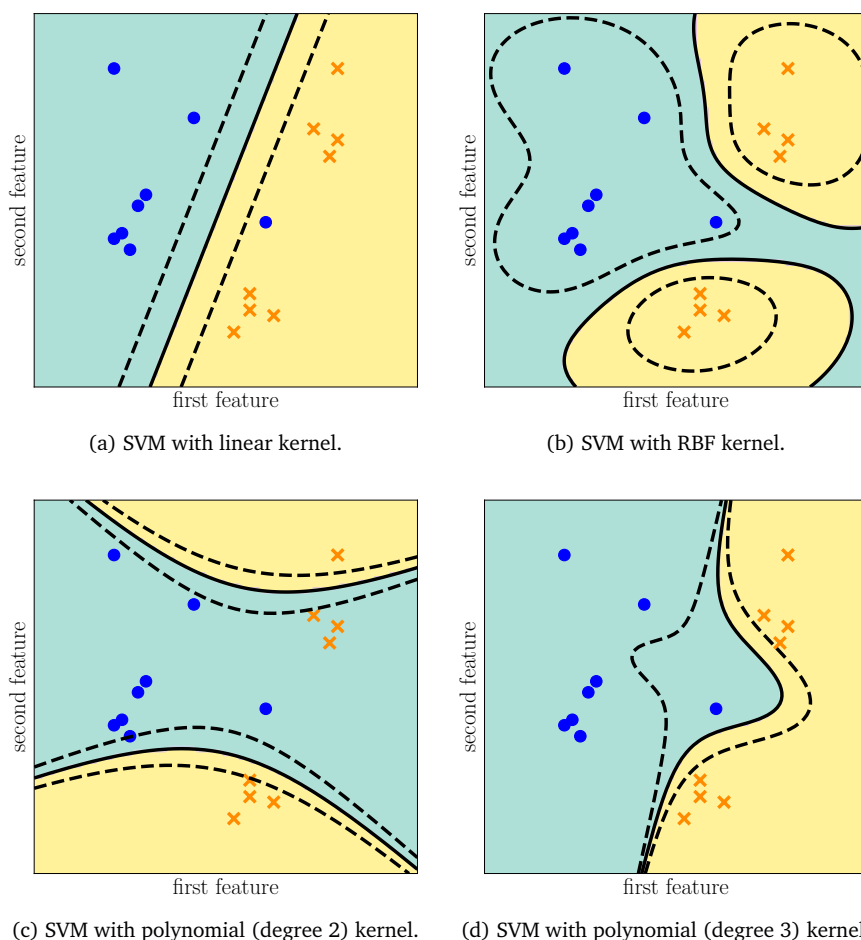 second feature
first feature
(a) SVM with linear kernel.
second feature
first feature
(b) SVM with RBF kernel.
second feature
first feature
(c) SVM with polynomial (degree 2) kernel.
second feature
first feature
(d) SVM with polynomial (degree 3) kernel